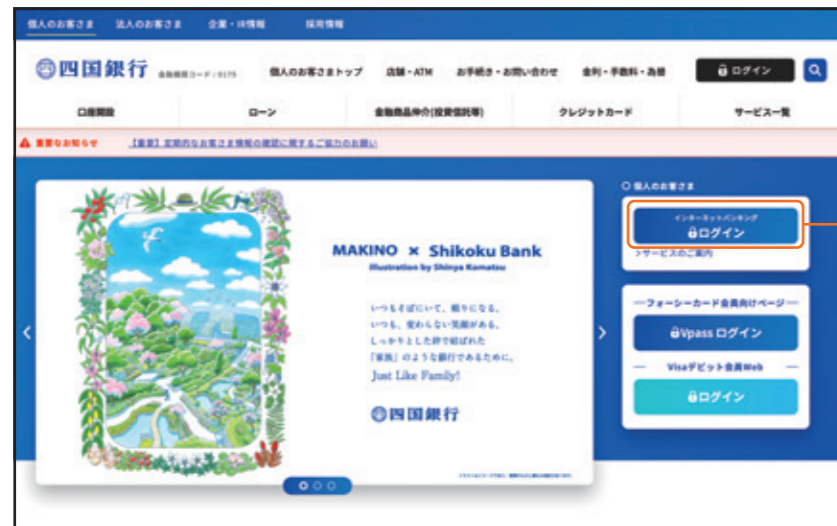 個人のお客さま 法人のお客さま 企業・IR情報 採用情報
四国銀行 金融機関コード:0175 個人のお客さまトップ 店舗・ATM お手続き・お問い合わせ 金利・手数料・為替 ログイン
口座開設 ローン 金融商品仲介(投資信託等) クレジットカード サービス一覧
重要なお知らせ 【重要】定期的なお客さま情報の確認に関するご協力のお願い
個人のお客さま
インターネットバンキング
ログイン
>サービスのご案内
MAKINO × Shikoku Bank
Illustration by Shinya Komatsu
いつもそばにいて、頼りになる。
いつも、変わらない笑顔がある。
しっかりとした絆で結ばれた
「家族」のような銀行であるために。
Just Like Family!
四国銀行
フォーシーカード会員向けページ
Vpass ログイン
Visaデビット会員Web
ログイン